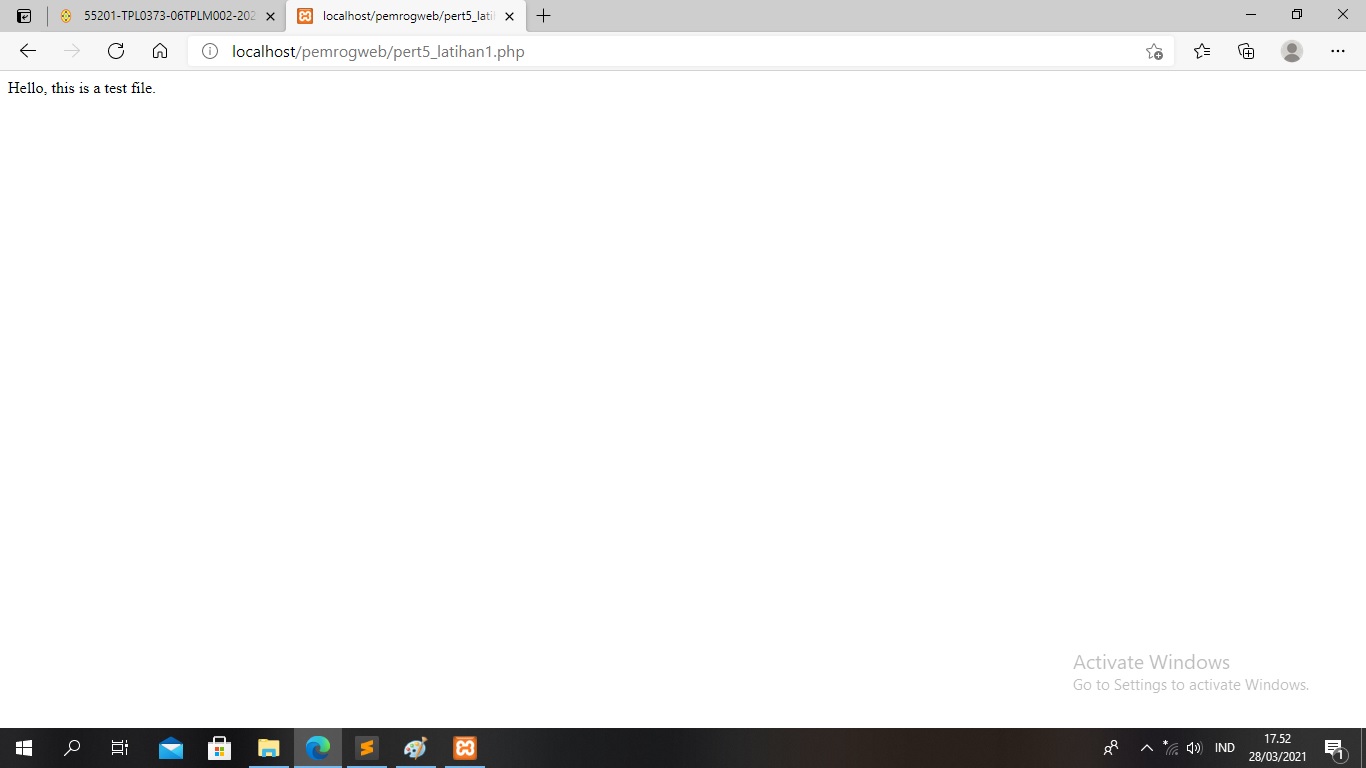 55201-TPL0373-06TPLM002-202
localhost/pemrogweb/pert5_lati
localhost/pemrogweb/pert5_latihan1.php
Hello, this is a test file.
Activate Windows
Go to Settings to activate Windows.
IND
17.52
28/03/2021
1